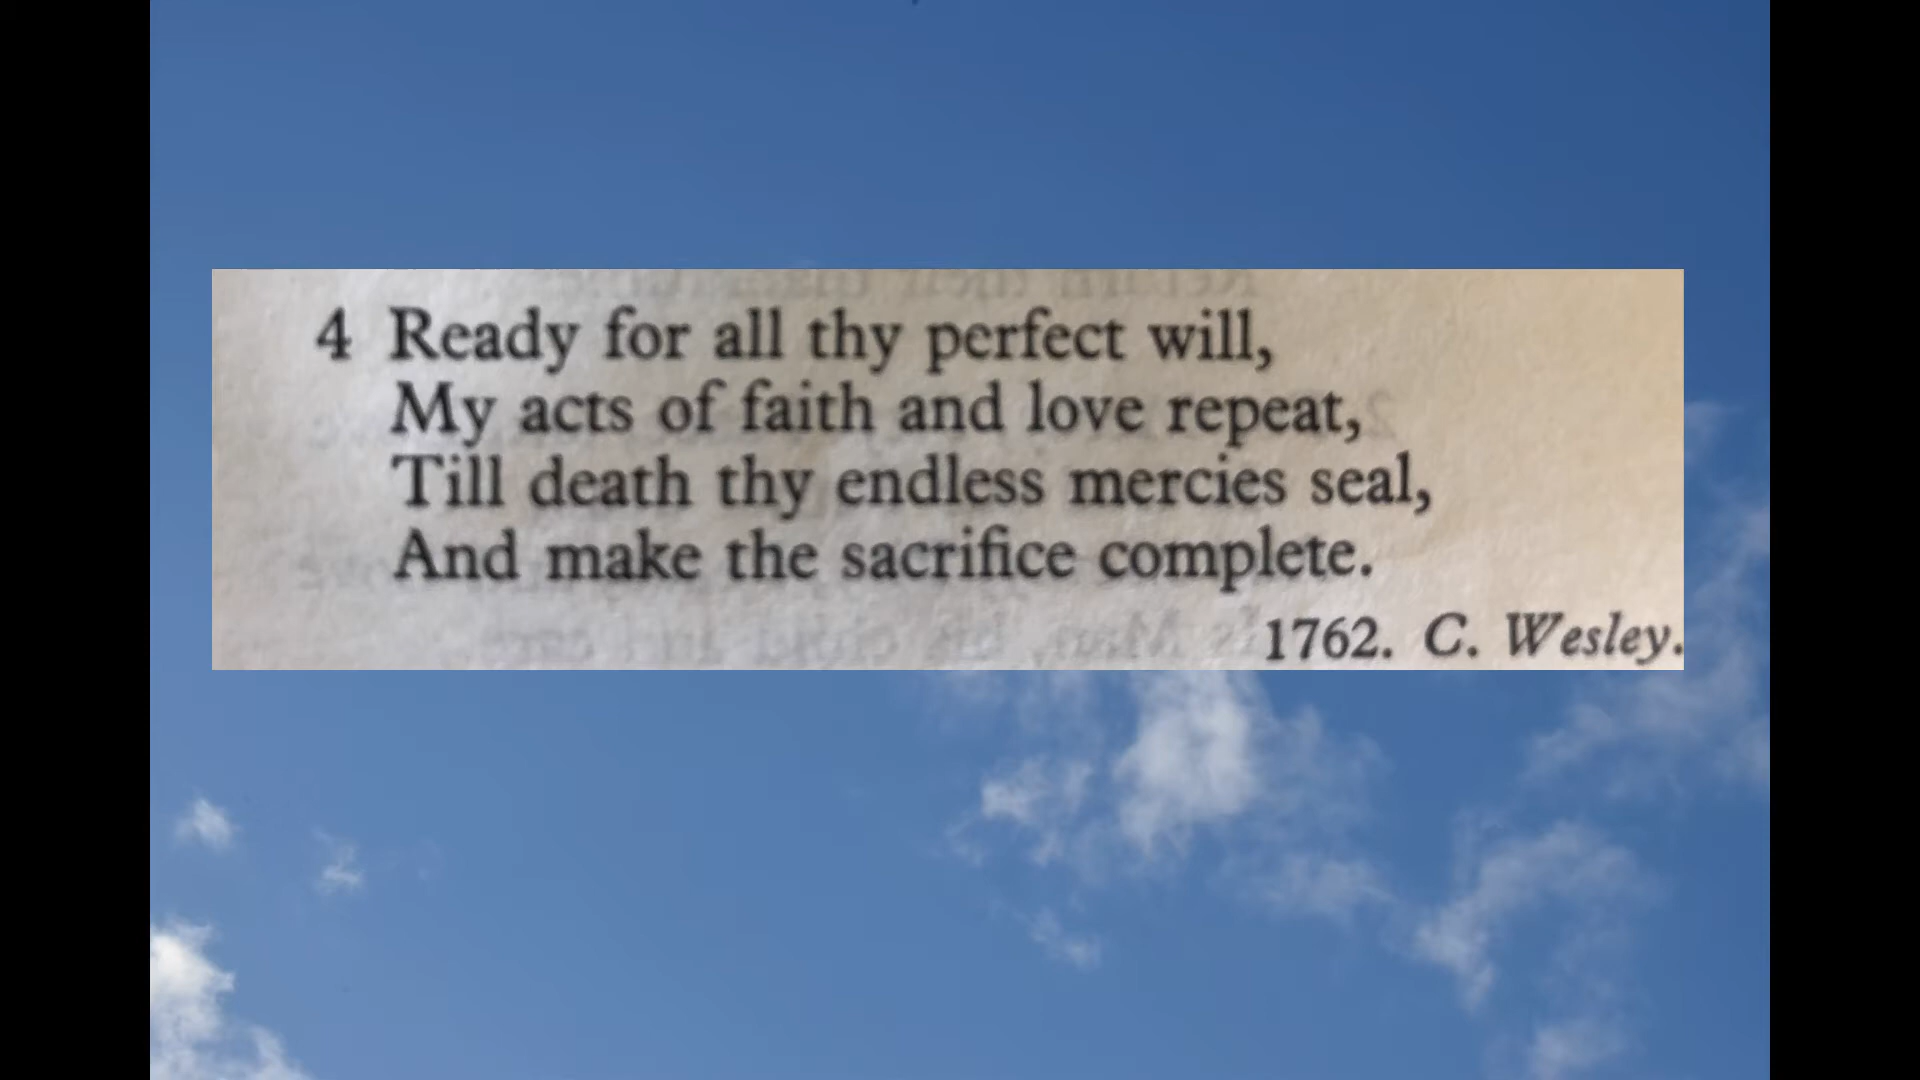 4 Ready for all thy perfect will,
My acts of faith and love repeat,
Till death thy endless mercies seal,
And make the sacrifice complete.
1762. C. Wesley.